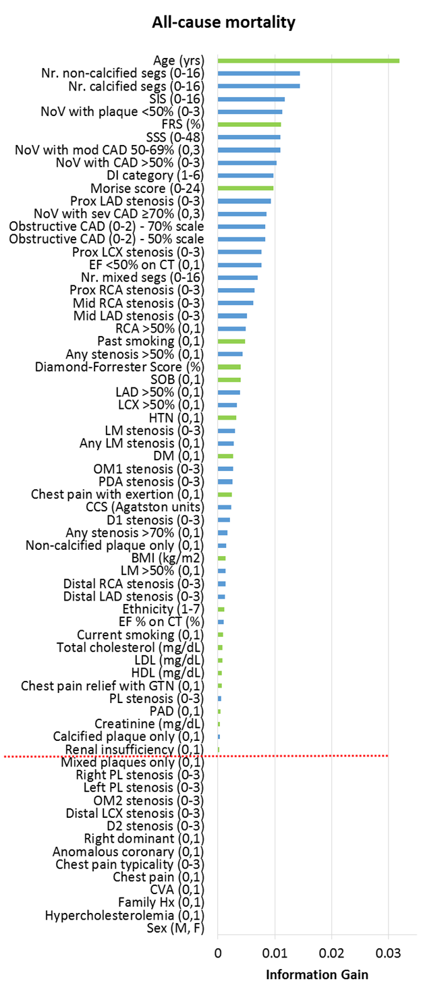 All-cause mortality
Age (yrs)
Nr. non-calcified segs (0-16)
Nr. calcified segs (0-16)
SIS (0-16)
NoV with plaque <50% (0-3)
FRS (%)
SSS (0-48)
NoV with mod CAD 50-69% (0,3)
NoV with CAD >50% (0-3)
DI category (1-6)
Morise score (0-24)
Prox LAD stenosis (0-3)
NoV with sev CAD ≥70% (0,3)
Obstructive CAD (0-2) - 70% scale
Obstructive CAD (0-2) - 50% scale
Prox LCX stenosis (0-3)
EF <50% on CT (0,1)
Nr. mixed segs (0-16)
Prox RCA stenosis (0-3)
Mid RCA stenosis (0-3)
Mid LAD stenosis (0-3)
RCA >50% (0,1)
Past smoking (0,1)
Any stenosis >50% (0,1)
Diamond-Forrester Score (%)
SOB (0,1)
LAD >50% (0,1)
LCX >50% (0,1)
HTN (0,1)
LM stenosis (0-3)
Any LM stenosis (0,1)
DM (0,1)
OM1 stenosis (0-3)
PDA stenosis (0-3)
Chest pain with exertion (0,1)
CCS (Agatston units)
D1 stenosis (0-3)
Any stenosis >70% (0,1)
Non-calcified plaque only (0,1)
BMI (kg/m2)
LM >50% (0,1)
Distal RCA stenosis (0-3)
Distal LAD stenosis (0-3)
Ethnicity (1-7)
EF % on CT (%)
Current smoking (0,1)
Total cholesterol (mg/dL)
LDL (mg/dL)
HDL (mg/dL)
Chest pain relief with GTN (0,1)
PL stenosis (0-3)
PAD (0,1)
Creatinine (mg/dL)
Calcified plaque only (0,1)
Renal insufficiency (0,1)
Mixed plaques only (0,1)
Right PL stenosis (0-3)
Left PL stenosis (0-3)
OM2 stenosis (0-3)
Distal LCX stenosis (0-3)
D2 stenosis (0-3)
Right dominant (0,1)
Anomalous coronary (0,1)
Chest pain typicality (0-3)
Chest pain (0,1)
CVA (0,1)
Family Hx (0,1)
Hypercholesterolemia (0,1)
Sex (M, F)
0 0.01 0.02 0.03
Information Gain